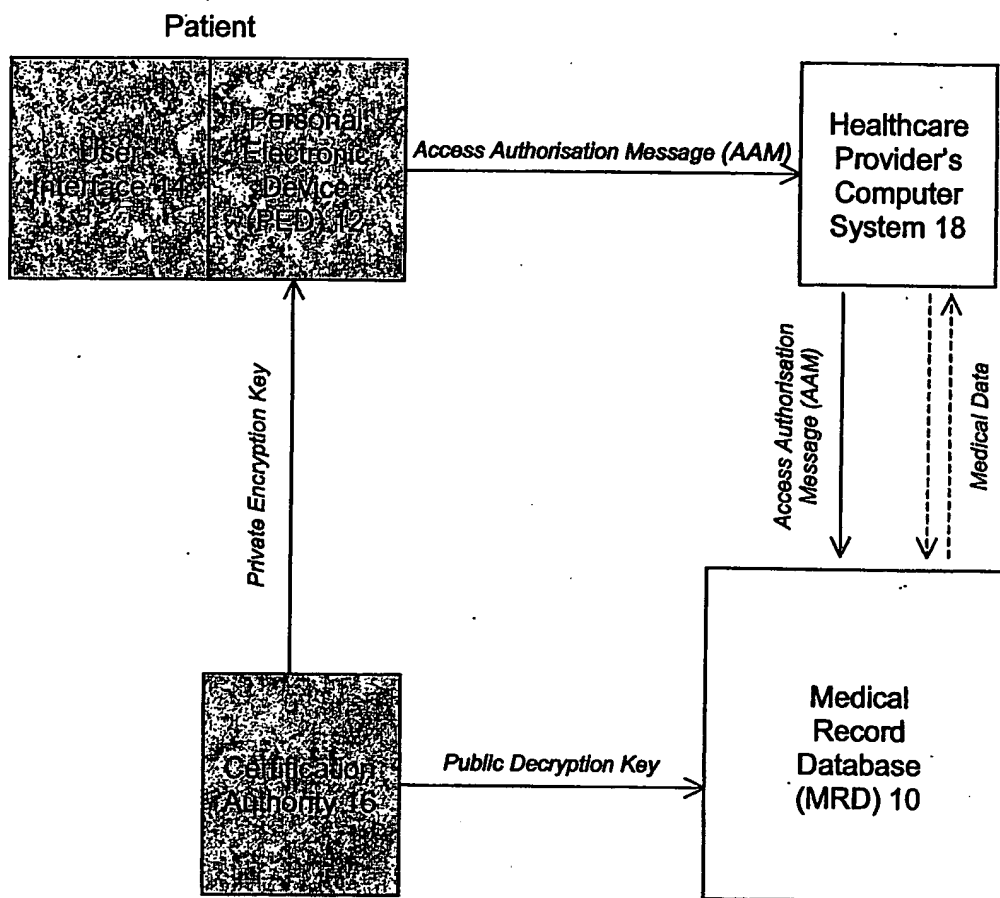 Patient
User
Interface 14
Personal
Electronic
Device
(PED) 12
Access Authorisation Message (AAM)
Healthcare
Provider's
Computer
System 18
Private Encryption Key
Access Authorisation
Message (AAM)
Medical Data
Certification
Authority 16
Public Decryption Key
Medical
Record
Database
(MRD) 10